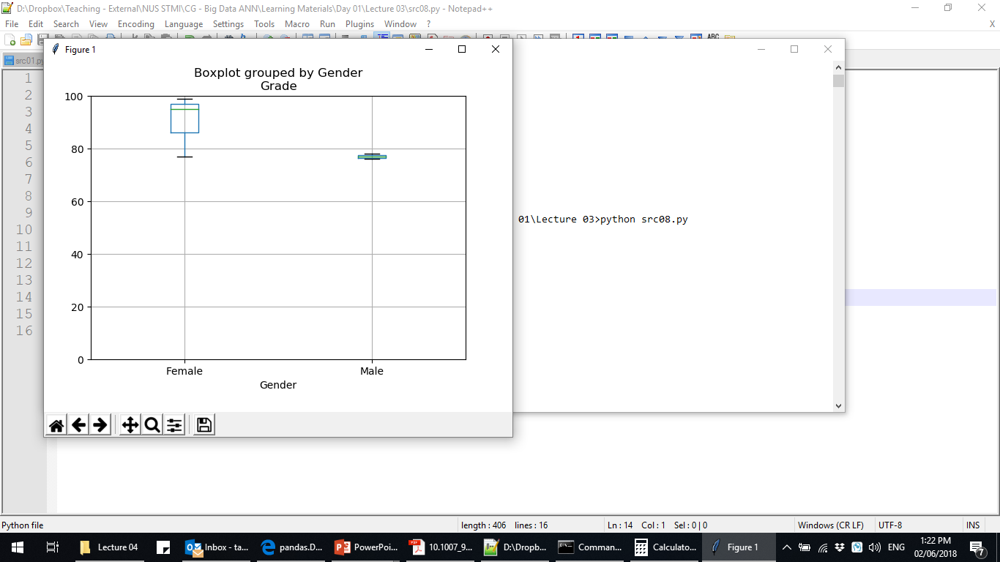 D:\Dropbox\Teaching - External\NUS STMI\CG - Big Data ANN\Learning Materials\Day 01\Lecture 03\src08.py - Notepad++
File Edit Search View Encoding Language Settings Tools Macro Run Plugins Window ? X
src01.py
Figure 1
1
2
3
4
5
6
7
8
9
10
11
12
13
14
15
16
Boxplot grouped by Gender
Grade
100
80
60
40
20
0
Female Male
Gender
01\Lecture 03>python src08.py
Python file length : 406 lines : 16 Ln : 14 Col : 1 Sel : 0 | 0 Windows (CR LF) UTF-8 INS
Lecture 04 Inbox - ta... pandas.D... PowerPoi... 10.1007_9... D:\Dropb... Comman... Calculato... Figure 1 ENG 1:22 PM
02/06/2018 7